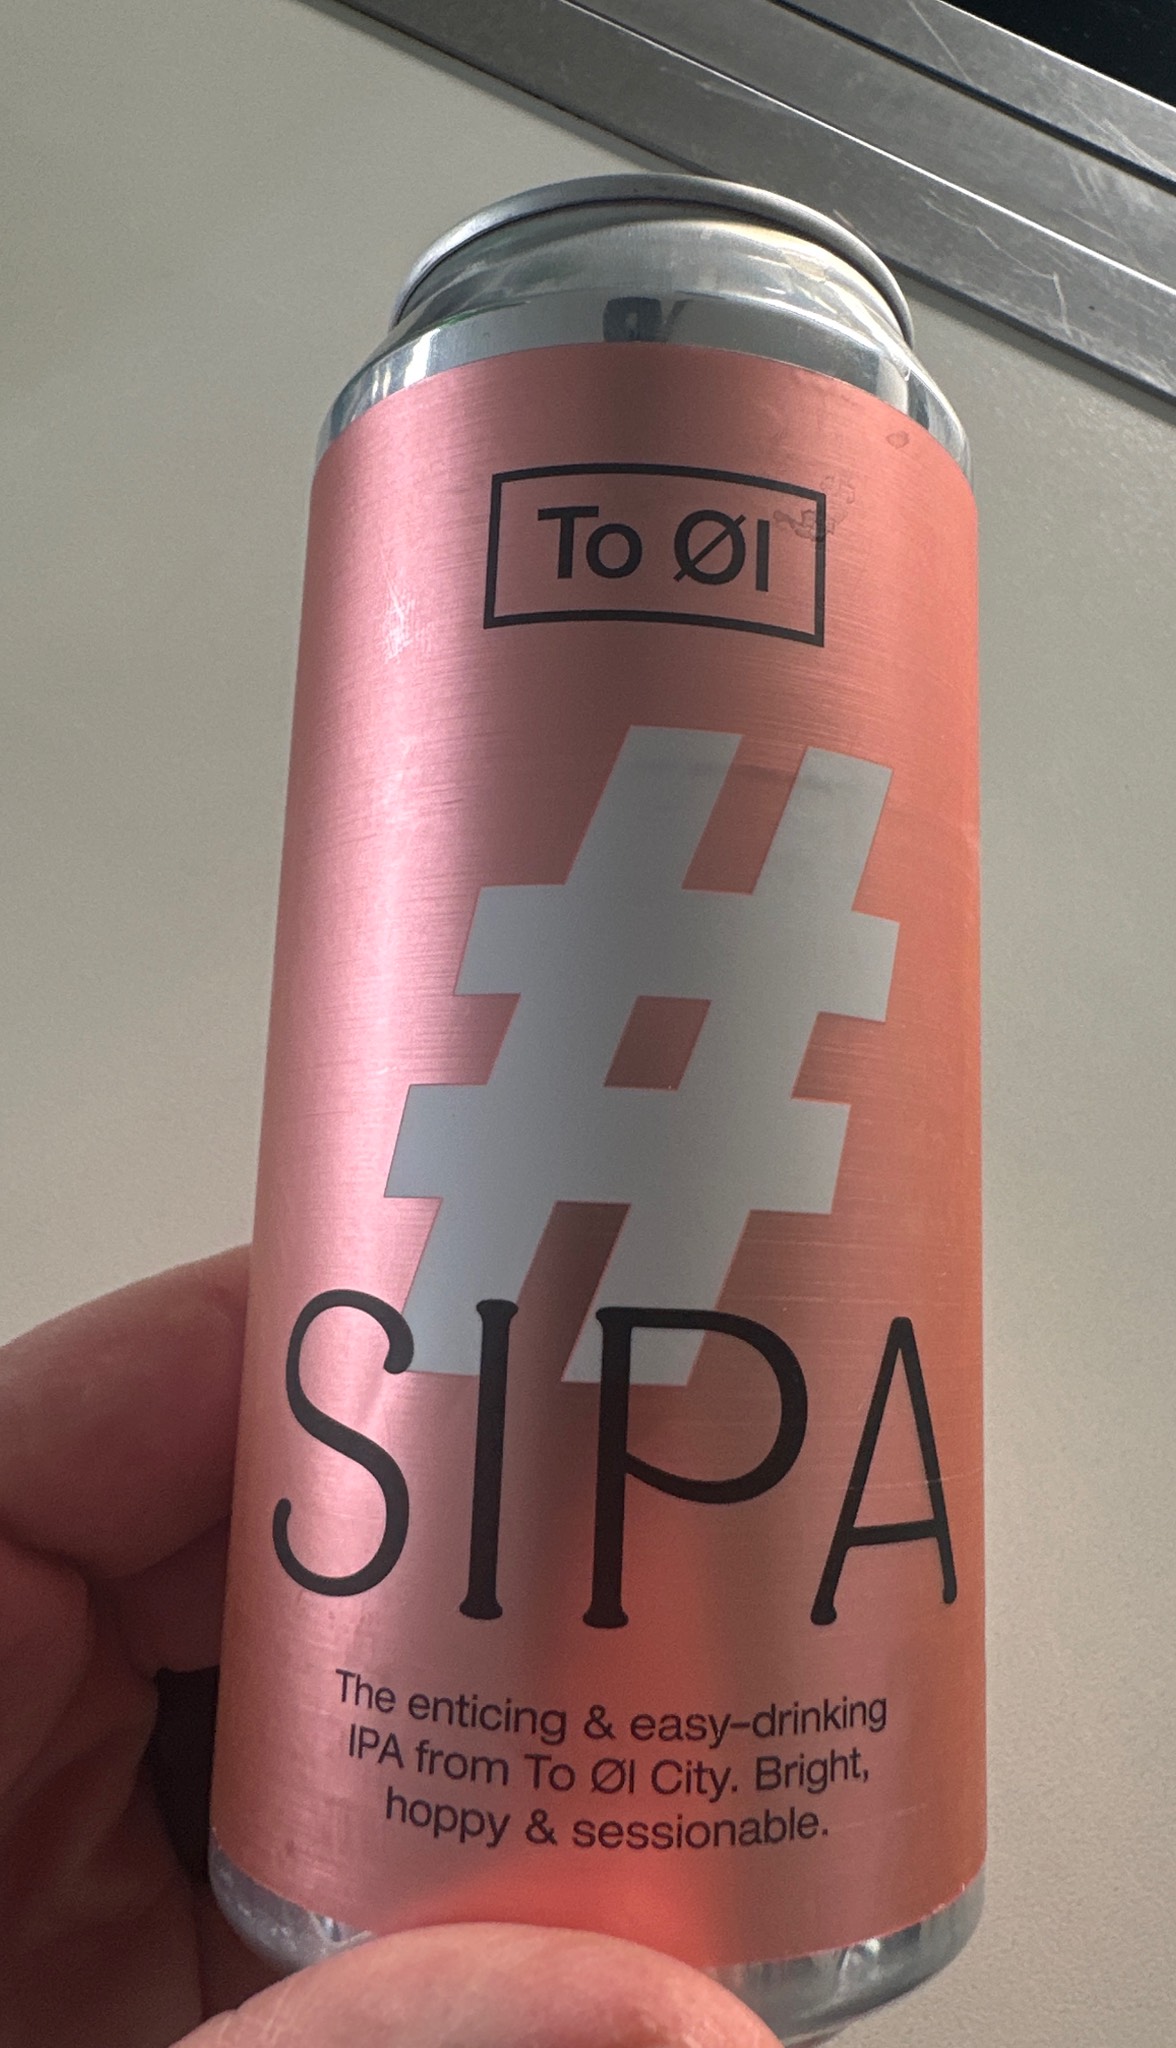 To Øl
#
SIPA
The enticing & easy-drinking
IPA from To Øl City. Bright,
hoppy & sessionable.